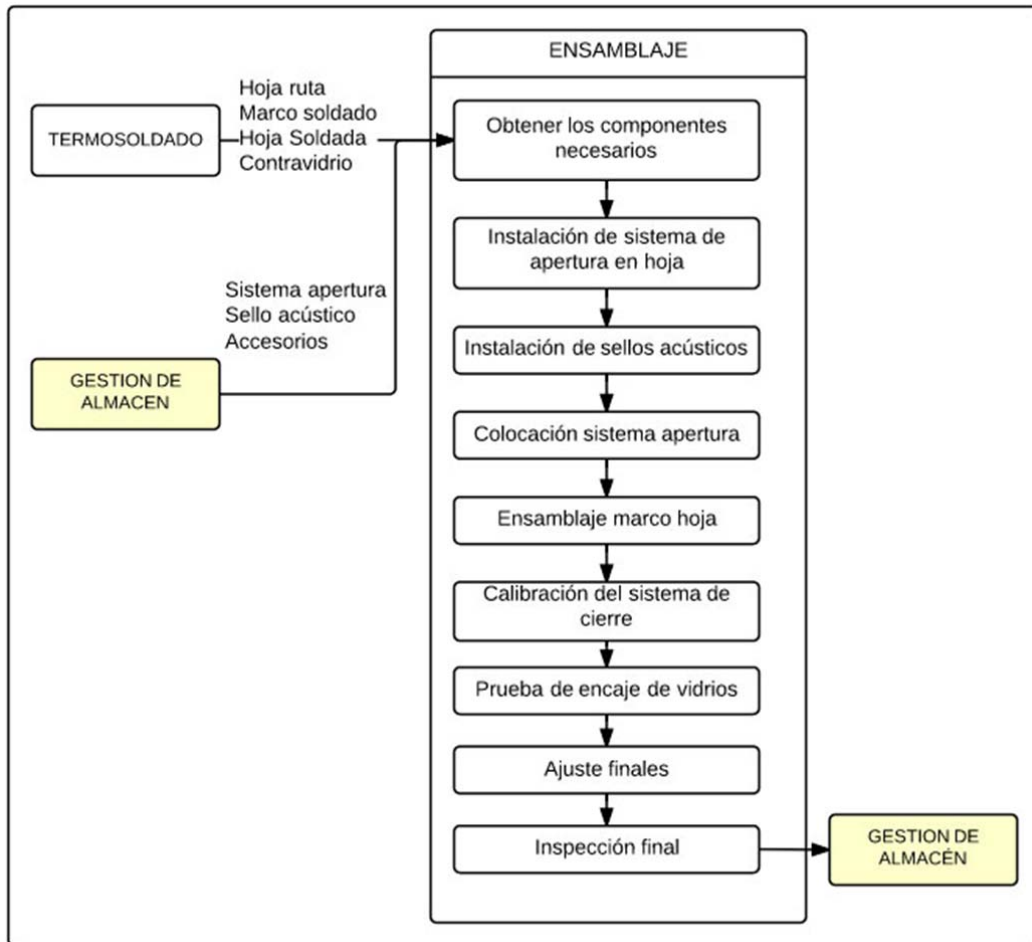 ENSAMBLAJE
TERMOSOLDADO
Hoja ruta
Marco soldado
Hoja Soldada
Contravidrio
Sistema apertura
Sello acústico
Accesorios
GESTION DE
ALMACEN
Obtener los componentes
necesarios
Instalación de sistema de
apertura en hoja
Instalación de sellos acústicos
Colocación sistema apertura
Ensamblaje marco hoja
Calibración del sistema de
cierre
Prueba de encaje de vidrios
Ajuste finales
Inspección final
GESTION DE
ALMACÉN